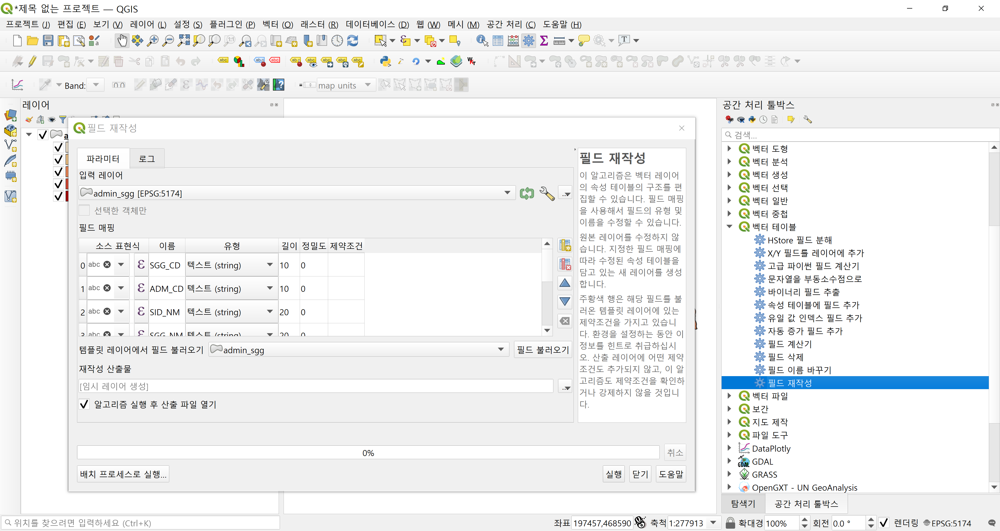 *제목 없는 프로젝트 — QGIS
프로젝트 (J) 편집 (E) 보기 (V) 레이어 (L) 설정 (S) 플러그인 (P) 벡터 (O) 래스터 (R) 데이터베이스 (D) 웹 (W) 메시 (M) 공간 처리 (C) 도움말 (H)
Band:
map units
레이어
필드 재작성
파라미터 로그
입력 레이어
admin_sgg [EPSG:5174]
선택한 객체만
필드 매핑
소스 표현식 이름 유형 길이 정밀도 제약조건
0 abc ε SGG_CD 텍스트 (string) 10 0
1 abc ε ADM_CD 텍스트 (string) 10 0
2 abc ε SID_NM 텍스트 (string) 20 0
3 abc ε SGG_NM 텍스트 (string) 20 0
템플릿 레이어에서 필드 불러오기 admin_sgg 필드 불러오기
재작성 산출물
[임시 레이어 생성]
알고리즘 실행 후 산출 파일 열기
0%
취소
배치 프로세스로 실행... 실행 닫기 도움말
필드 재작성
이 알고리즘은 벡터 레이어
의 속성 테이블의 구조를 편
집할 수 있습니다. 필드 매핑
을 사용해서 필드의 유형 및
이름을 수정할 수 있습니다.
원본 레이어를 수정하지 않
습니다. 지정한 필드 매핑에
따라 수정된 속성 테이블을
담고 있는 새 레이어를 생성
합니다.
주황색 행은 해당 필드를 불
러온 템플릿 레이어에 있는
제약조건을 가지고 있습니
다. 환경을 설정하는 동안 이
정보를 힌트로 취급하십시
오. 산출 레이어에 어떤 제약
조건도 추가되지 않고, 이 알
고리즘도 제약조건을 확인하
거나 강제하지 않을 것입니
다.
공간 처리 툴박스
검색...
벡터 도형
벡터 분석
벡터 생성
벡터 선택
벡터 일반
벡터 중첩
벡터 테이블
HStore 필드 분해
X/Y 필드를 레이어에 추가
고급 파이썬 필드 계산기
문자열을 부동소수점으로
바이너리 필드 추출
속성 테이블에 필드 추가
유일 값 인덱스 필드 추가
자동 증가 필드 추가
필드 계산기
필드 삭제
필드 이름 바꾸기
필드 재작성
벡터 파일
보간
지도 제작
파일 도구
DataPlotly
GDAL
GRASS
OpenGXT - UN GeoAnalysis
탐색기 공간 처리 툴박스
위치를 찾으려면 입력하세요 (Ctrl+K) 좌표 197457,468590 축척 1:277913 확대경 100% 회전 0.0 ° 렌더링 EPSG:5174